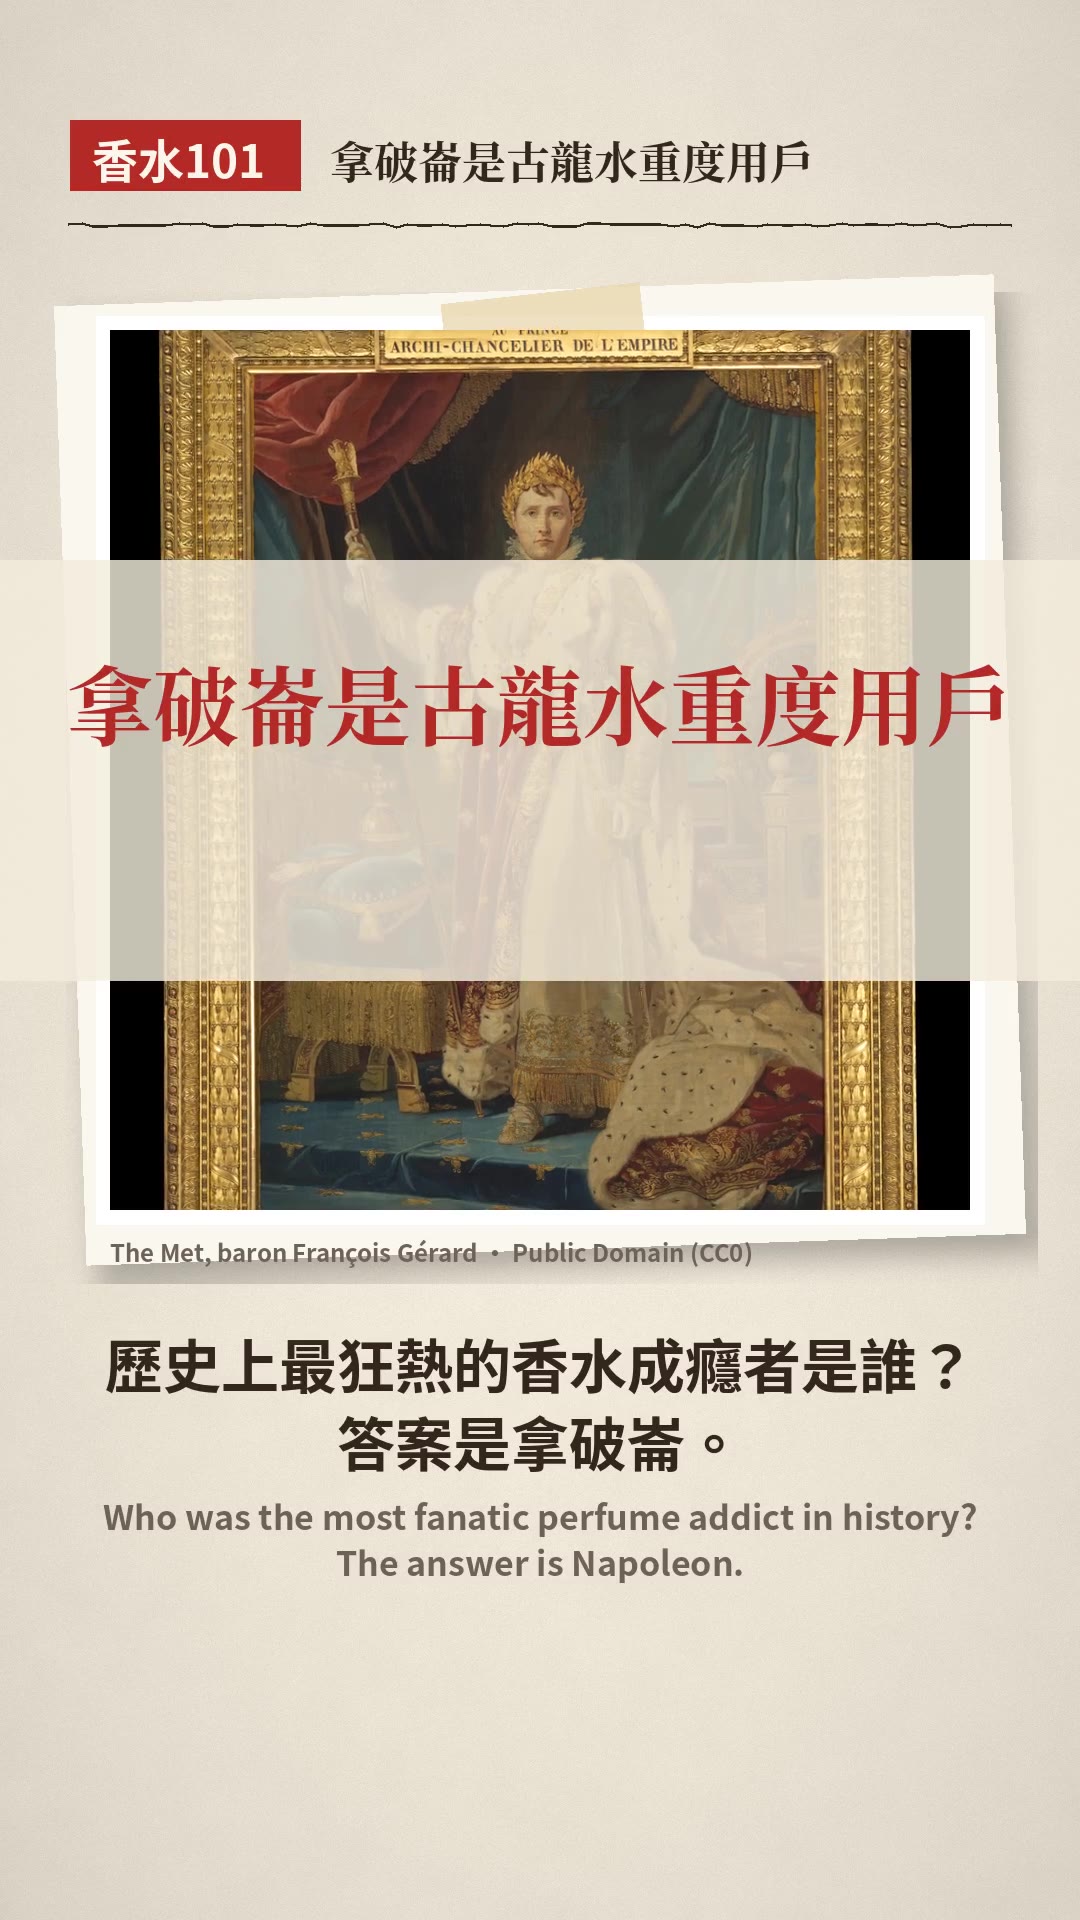 香水101
拿破崙是古龍水重度用戶
AU PRINCE
ARCHI-CHANCELIER DE L'EMPIRE
拿破崙是古龍水重度用戶
The Met, baron François Gérard • Public Domain (CC0)
歷史上最狂熱的香水成癮者是誰？
答案是拿破崙。
Who was the most fanatic perfume addict in history?
The answer is Napoleon.